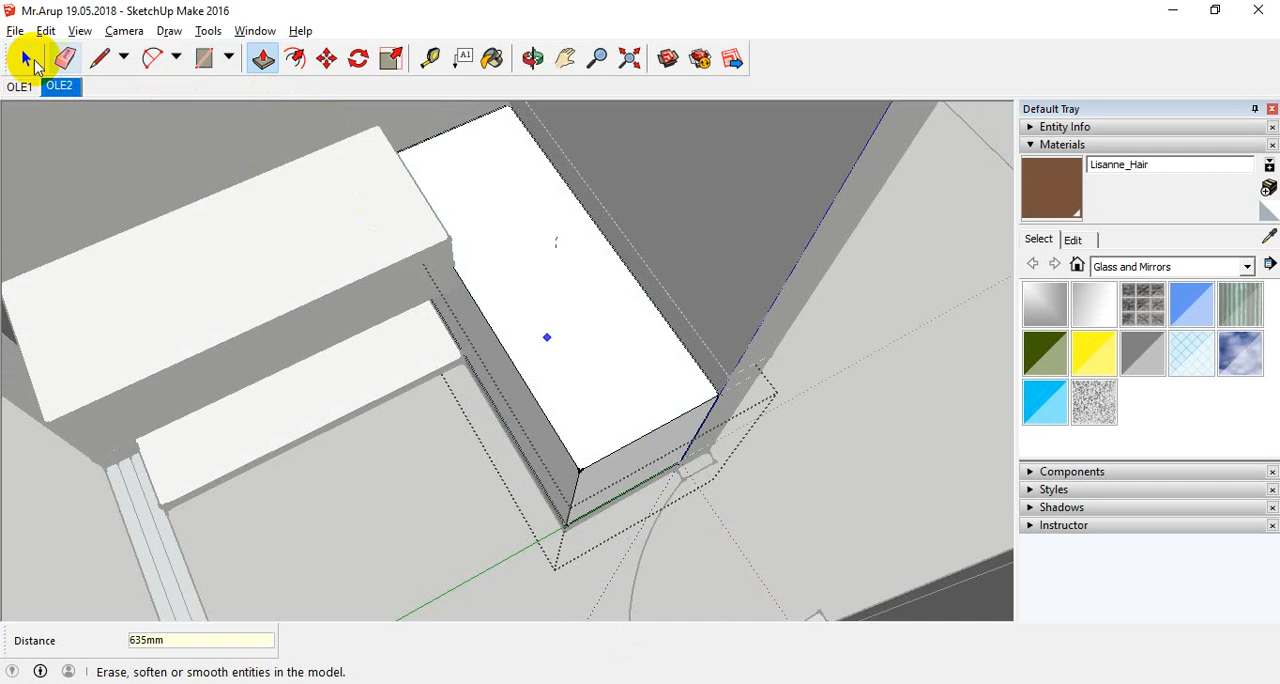 Mr.Arup 19.05.2018 - SketchUp Make 2016
File Edit View Camera Draw Tools Window Help
A1
OLE1 OLE2
Default Tray
Entity Info
Materials
Lisanne_Hair
Select Edit
Glass and Mirrors
Components
Styles
Shadows
Instructor
Distance 635mm
Erase, soften or smooth entities in the model.